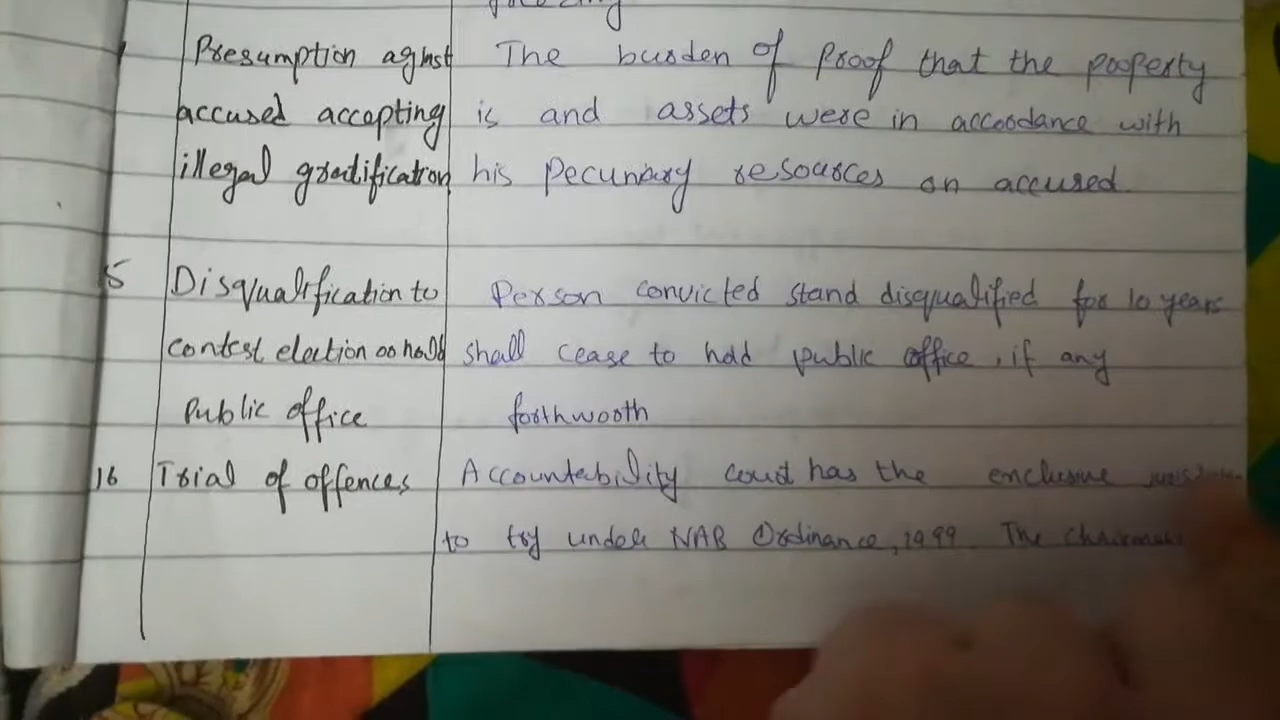 Presumption aginst The burden of Proof that the property
accused accepting is and assets were in accordance with
illegal gratification his Pecunary resources on accused.
5 Disqualification to Person convicted stand disqualified for 10 years
contest election or hold shall cease to hold public office, if any
Public office forthwooth
16 Trial of offences Accountability court has the enclusive
to try under NAB Ordinance, 1999 The